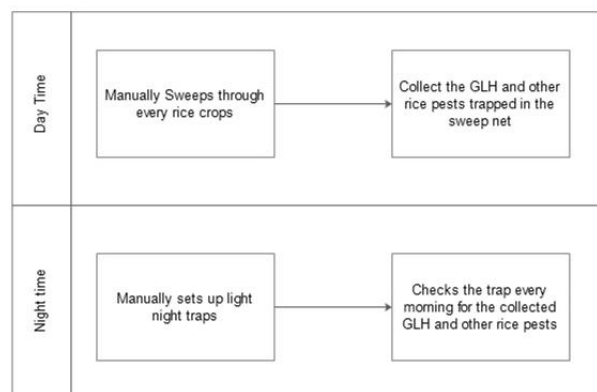 Day Time
Manually Sweeps through
every rice crops
Collect the GLH and other
rice pests trapped in the
sweep net
Night time
Manually sets up light
night traps
Checks the trap every
morning for the collected
GLH and other rice pests